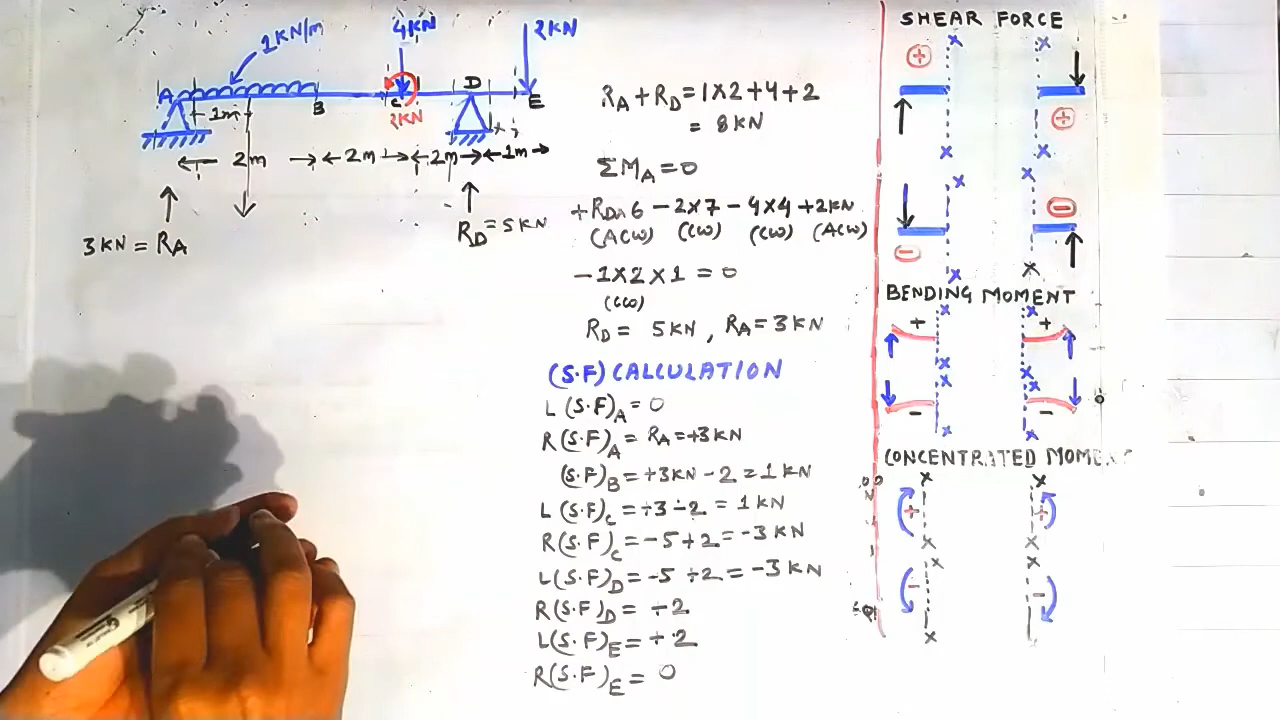 4KN
2KN
1KN/m
A
B
C
D
E
1m
2KN
2m
2m
2m
1m
3KN = RA
RD = 5KN
RA + RD = 1×2+4+2
= 8KN
ΣMA = 0
+RD×6 - 2×7 - 4×4 + 2KN
(ACW) (CW) (CW) (ACW)
-1×2×1 = 0
(CW)
RD = 5KN, RA = 3KN
(S.F) CALCULATION
L(S.F)A = 0
R(S.F)A = RA = +3KN
(S.F)B = +3KN - 2 = 1KN
L(S.F)C = +3 - 2 = 1KN
R(S.F)C = -5+2 = -3KN
L(S.F)D = -5+2 = -3KN
R(S.F)D = +2
L(S.F)E = +2
R(S.F)E = 0
SHEAR FORCE
+
+
-
-
BENDING MOMENT
+ +
- -
CONCENTRATED MOMENT
+ +
- -